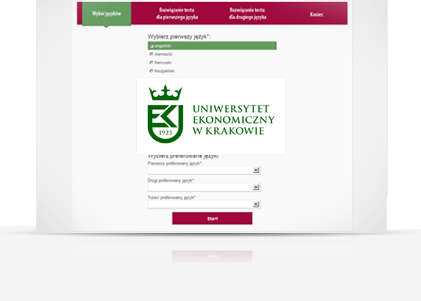 Wybór języków
Rozwiązanie testu
dla pierwszego języka
Rozwiązanie testu
dla drugiego języka
Koniec
Wybierz pierwszy język*:
angielski
niemiecki
francuski
hiszpański
1925
UNIWERSYTET
EKONOMICZNY
W KRAKOWIE
Wybierz preferowane języki:
Pierwszy preferowany język*:
Drugi preferowany język*:
Trzeci preferowany język*:
Start